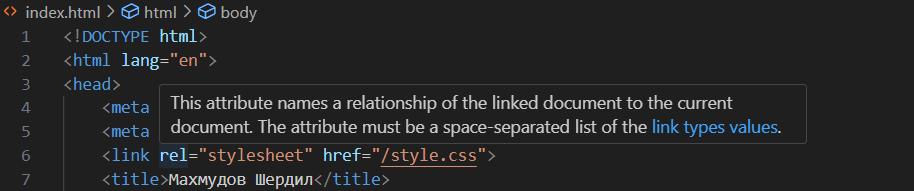 index.html > html > body
1 <!DOCTYPE html>
2 <html lang="en">
3 <head>
4 <meta
This attribute names a relationship of the linked document to the current
5 <meta
document. The attribute must be a space-separated list of the link types values.
6 <link rel="stylesheet" href="/style.css">
7 <title>Махмудов Шердил</title>